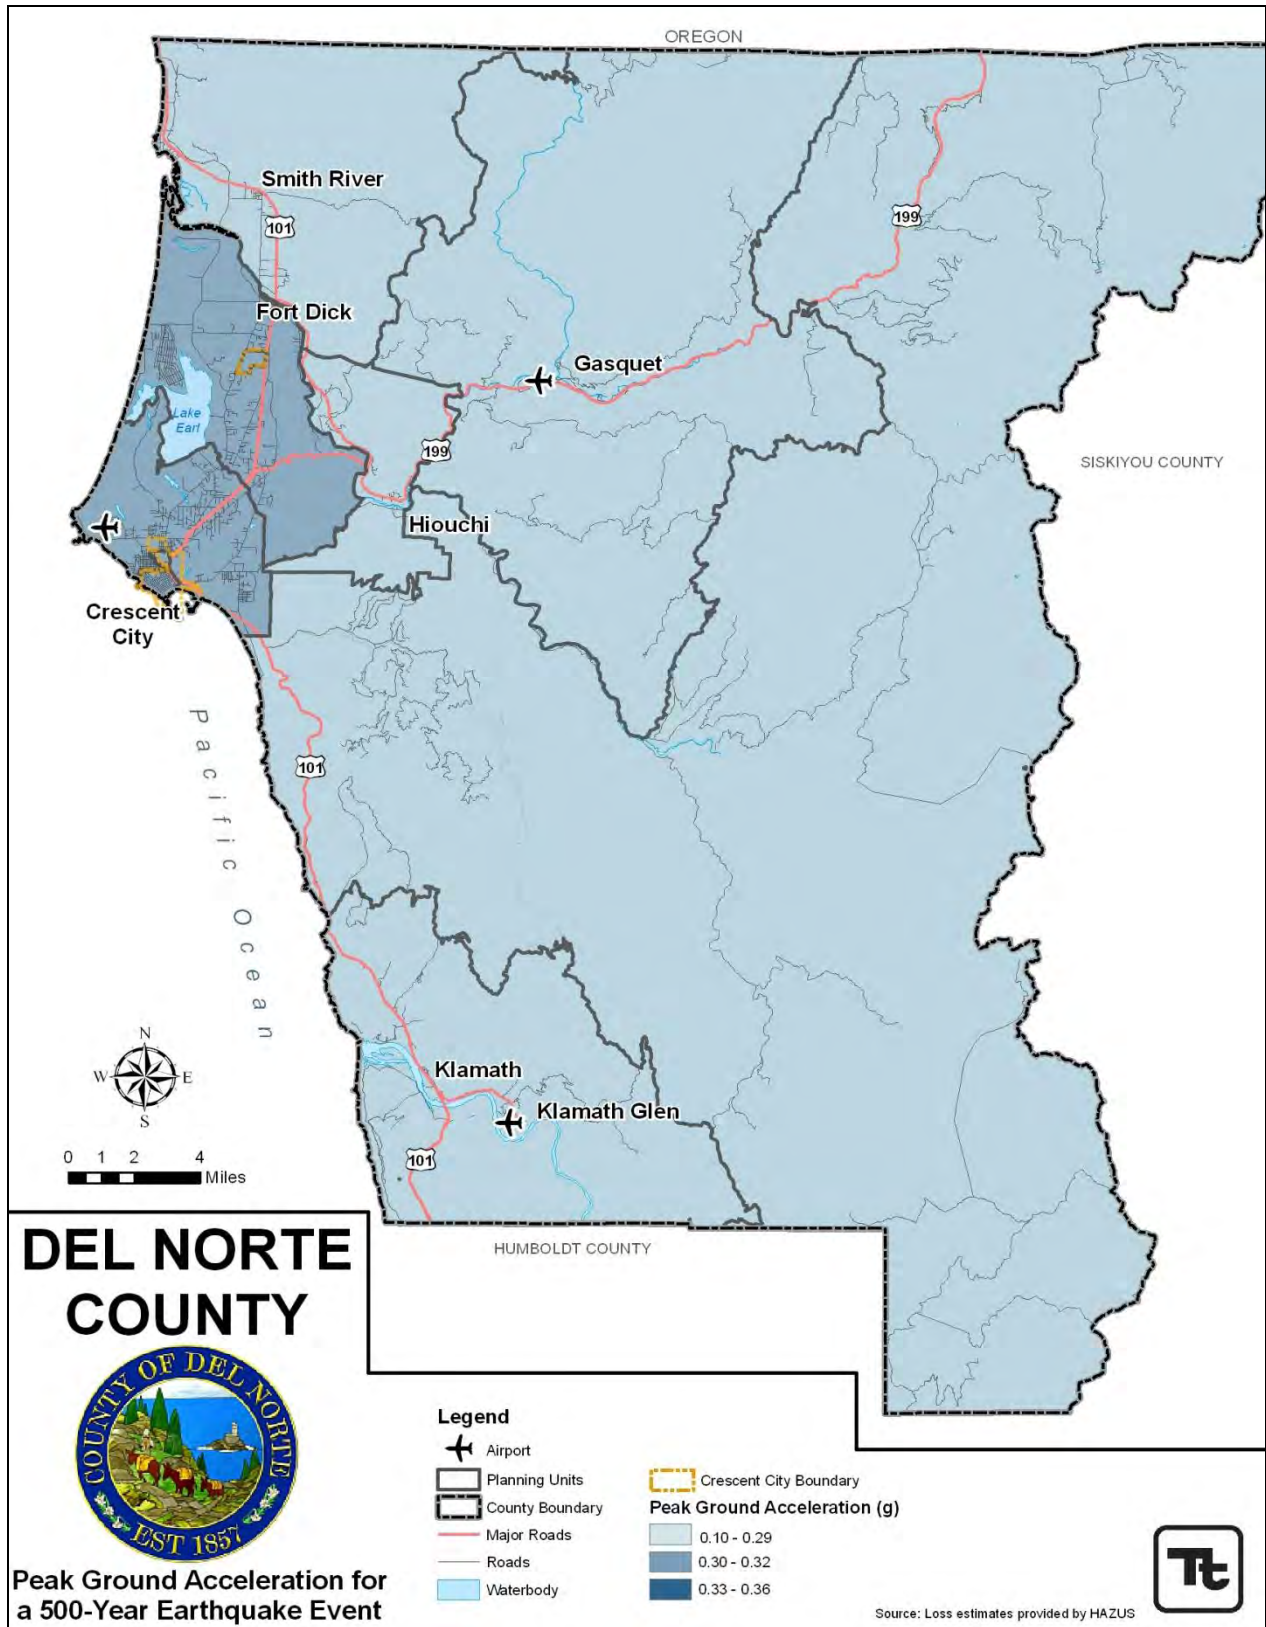 OREGON
Smith River
101
199
Fort Dick
Gasquet
Lake
Earl
199
SISKIYOU COUNTY
Hiouchi
Crescent
City
Pacific Ocean
101
N
W E
S
Klamath
Klamath Glen
101
0 1 2 4
Miles
HUMBOLDT COUNTY
DEL NORTE
COUNTY
COUNTY OF DEL NORTE
EST 1857
Peak Ground Acceleration for
a 500-Year Earthquake Event
Legend
Airport
Planning Units
County Boundary
Major Roads
Roads
Waterbody
Crescent City Boundary
Peak Ground Acceleration (g)
0.10 - 0.29
0.30 - 0.32
0.33 - 0.36
Tt
Source: Loss estimates provided by HAZUS